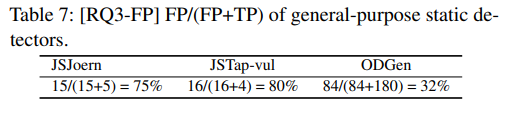 Table 7: [RQ3-FP] FP/(FP+TP) of general-purpose static de-
tectors.
JSJoern JSTap-vul ODGen
15/(15+5) = 75% 16/(16+4) = 80% 84/(84+180) = 32%